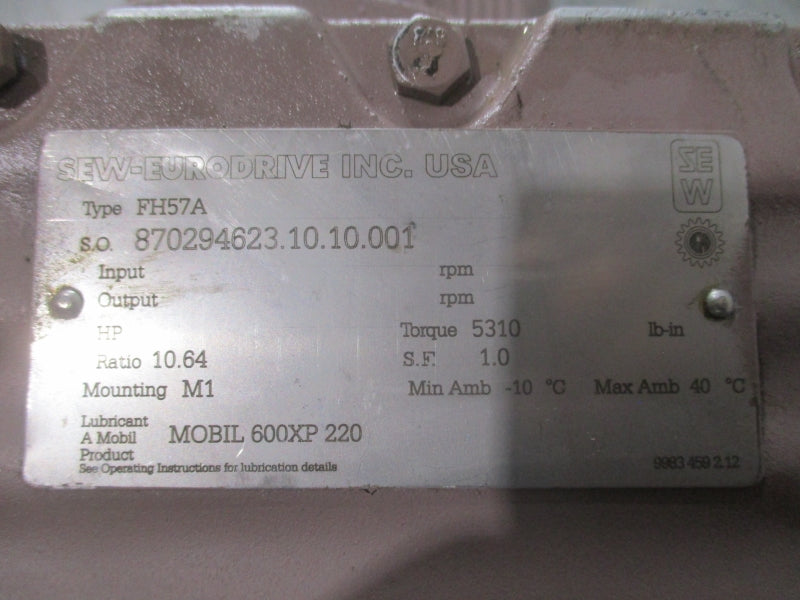 SEW-EURODRIVE INC. USA
SEW
Type FH57A
S.O. 870294623.10.10.001
Input rpm
Output rpm
HP Torque 5310 lb-in
Ratio 10.64 S.F. 1.0
Mounting M1 Min Amb -10 °C Max Amb 40 °C
Lubricant
A Mobil MOBIL 600XP 220
Product
See Operating Instructions for lubrication details
9983 459 2.12